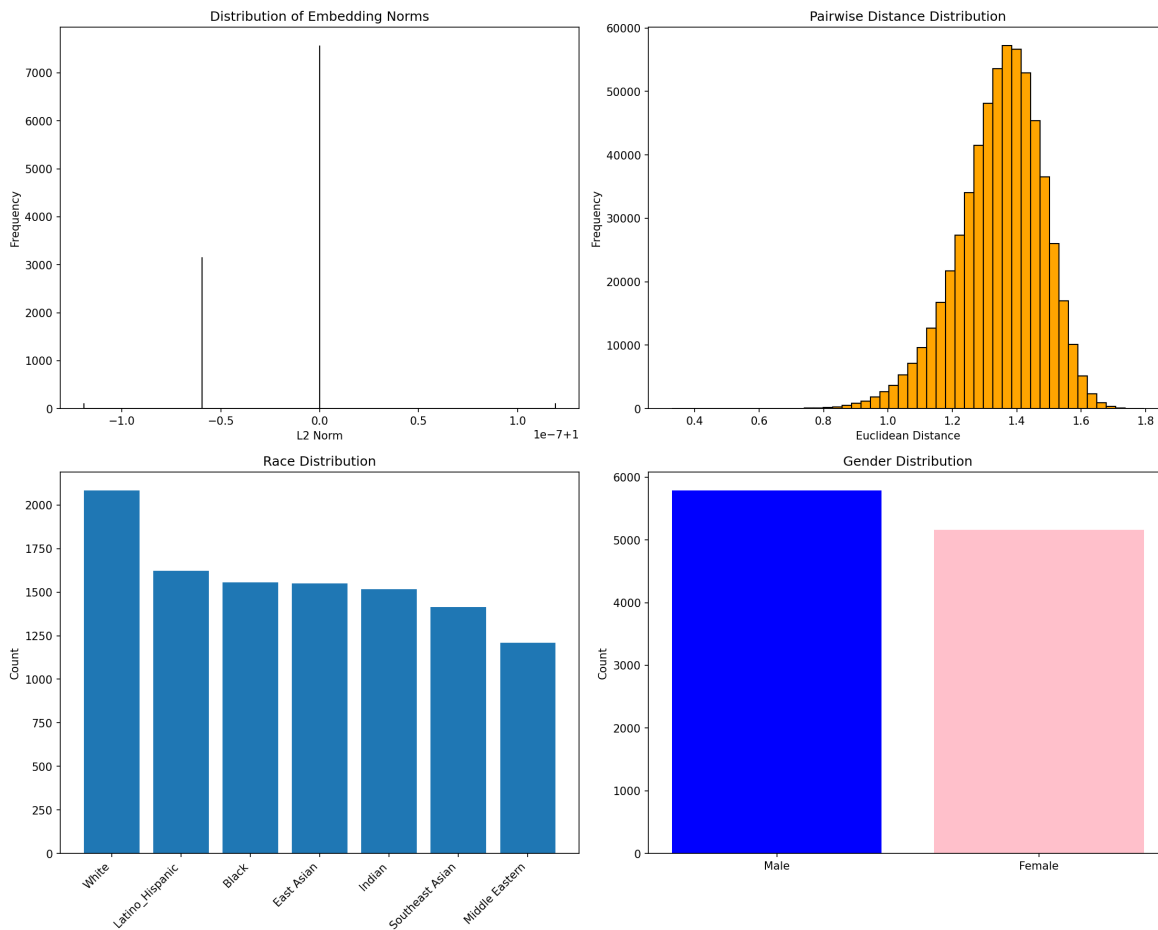 Distribution of Embedding Norms
Frequency
7000
6000
5000
4000
3000
2000
1000
0
−1.0 −0.5 0.0 0.5 1.0
L2 Norm
1e−7+1
Pairwise Distance Distribution
Frequency
60000
50000
40000
30000
20000
10000
0
0.4 0.6 0.8 1.0 1.2 1.4 1.6 1.8
Euclidean Distance
Race Distribution
Count
2000
1750
1500
1250
1000
750
500
250
0
White
Latino_Hispanic
Black
East Asian
Indian
Southeast Asian
Middle Eastern
Gender Distribution
Count
6000
5000
4000
3000
2000
1000
0
Male Female